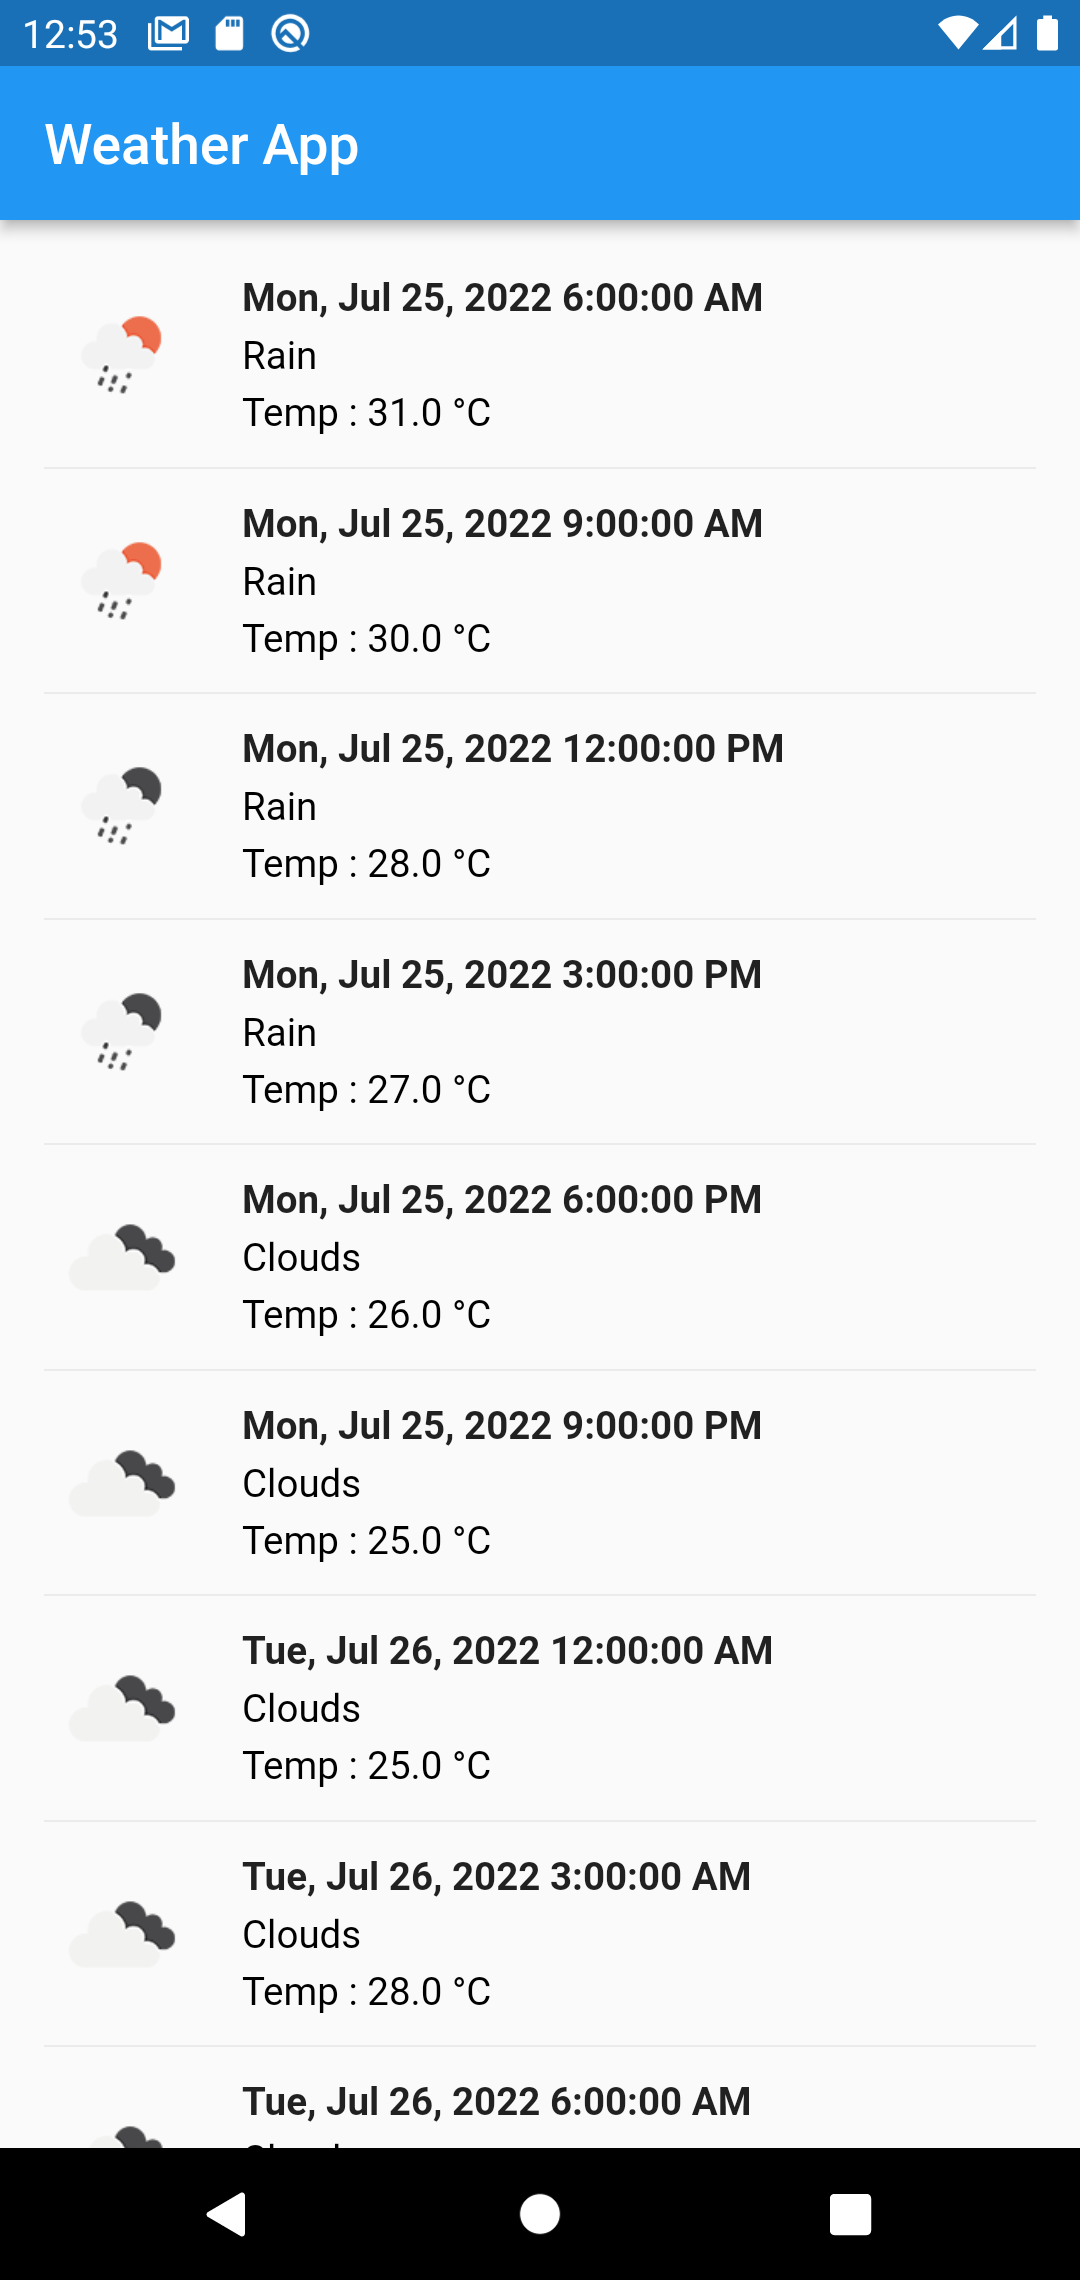 12:53
Weather App
Mon, Jul 25, 2022 6:00:00 AM
Rain
Temp : 31.0 °C
Mon, Jul 25, 2022 9:00:00 AM
Rain
Temp : 30.0 °C
Mon, Jul 25, 2022 12:00:00 PM
Rain
Temp : 28.0 °C
Mon, Jul 25, 2022 3:00:00 PM
Rain
Temp : 27.0 °C
Mon, Jul 25, 2022 6:00:00 PM
Clouds
Temp : 26.0 °C
Mon, Jul 25, 2022 9:00:00 PM
Clouds
Temp : 25.0 °C
Tue, Jul 26, 2022 12:00:00 AM
Clouds
Temp : 25.0 °C
Tue, Jul 26, 2022 3:00:00 AM
Clouds
Temp : 28.0 °C
Tue, Jul 26, 2022 6:00:00 AM